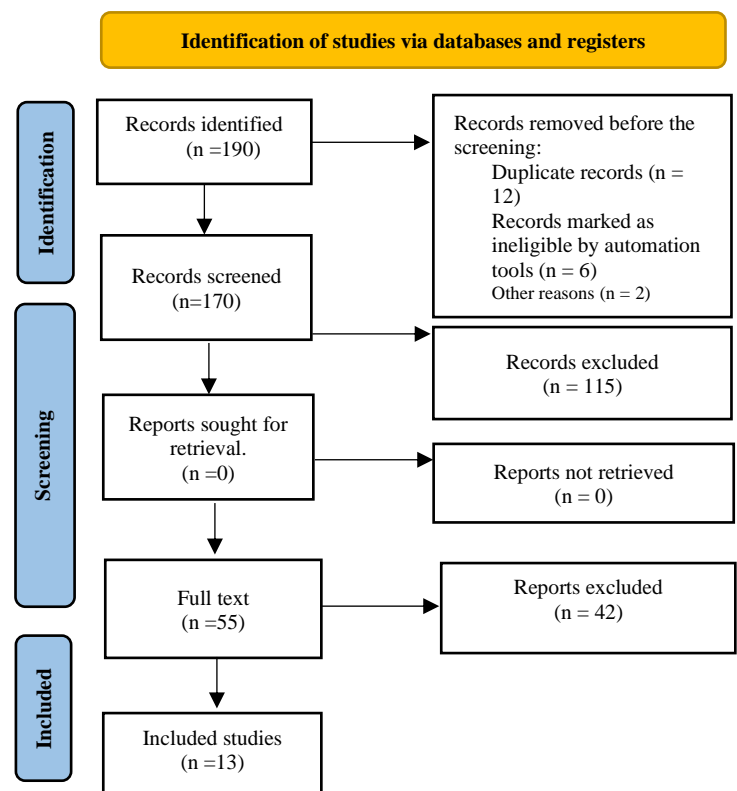 Identification of studies via databases and registers
Identification
Records identified
(n =190)
Records removed before the
screening:
Duplicate records (n =
12)
Records marked as
ineligible by automation
tools (n = 6)
Other reasons (n = 2)
Records screened
(n=170)
Records excluded
(n = 115)
Screening
Reports sought for
retrieval.
(n =0)
Reports not retrieved
(n = 0)
Full text
(n =55)
Reports excluded
(n = 42)
Included
Included studies
(n =13)